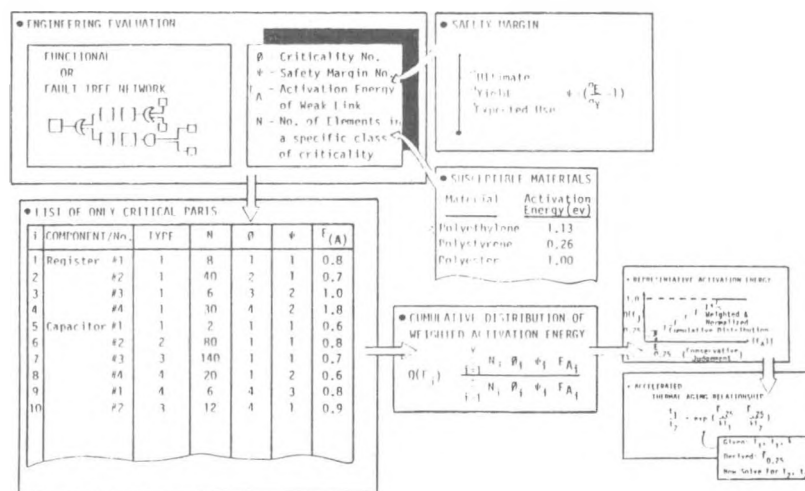 ● ENGINEERING EVALUATION
FUNCTIONAL
OR
FAULT TREE NETWORK
Ø - Criticality No.
- Safety Margin No.
A - Activation Energy
of Weak Link
N - No. of Elements in
a specific class
of criticality
● SAFETY MARGIN
Ultimate
Yield
Expected Use
● SUSCEPTIBLE MATERIALS
Material Activation
Energy(ev)
Polyethylene 1.13
Polystyrene 0.26
Polyester 1.00
● LIST OF ONLY CRITICAL PARTS
COMPONENT/No. TYPE N Ø (A)
1 Register #1 1 8 1 1 0.8
2 #2 1 40 2 1 0.7
3 #3 1 6 3 2 1.0
4 #4 1 30 4 2 1.8
5 Capacitor #1 1 2 1 1 0.6
6 #2 2 80 1 1 0.8
7 #3 3 140 1 1 0.7
8 #4 4 20 1 2 0.6
9 #1 4 6 4 3 0.8
10 #2 3 12 4 1 0.9
● CUMULATIVE DISTRIBUTION OF
WEIGHTED ACTIVATION ENERGY
● REPRESENTATIVE ACTIVATION ENERGY
1.0
Weighted &
Normalized
Cumulative Distribution
0.25
(Conservative
Judgement)
● ACCELERATED
THERMAL AGING RELATIONSHIP
exp
Given:
Derived:
0.25
Now Solve For